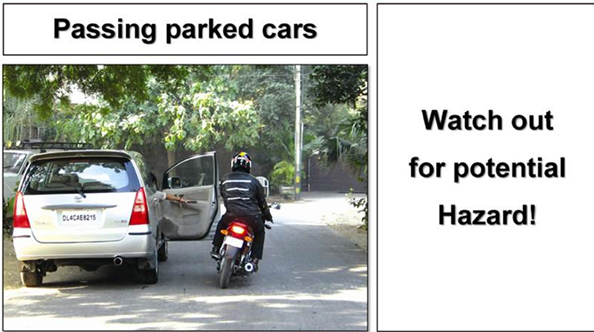 Passing parked cars
DL4CAE8215
Watch out
for potential
Hazard!